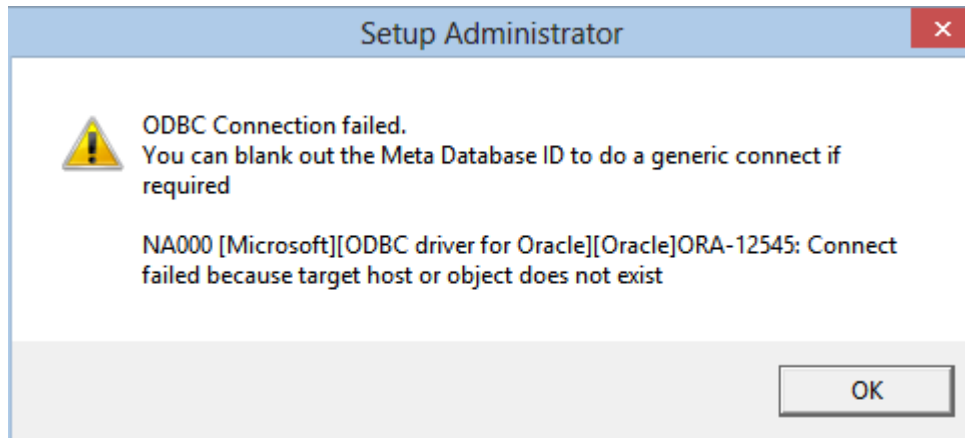 Setup Administrator
ODBC Connection failed.
You can blank out the Meta Database ID to do a generic connect if
required
NA000 [Microsoft][ODBC driver for Oracle][Oracle]ORA-12545: Connect
failed because target host or object does not exist
OK